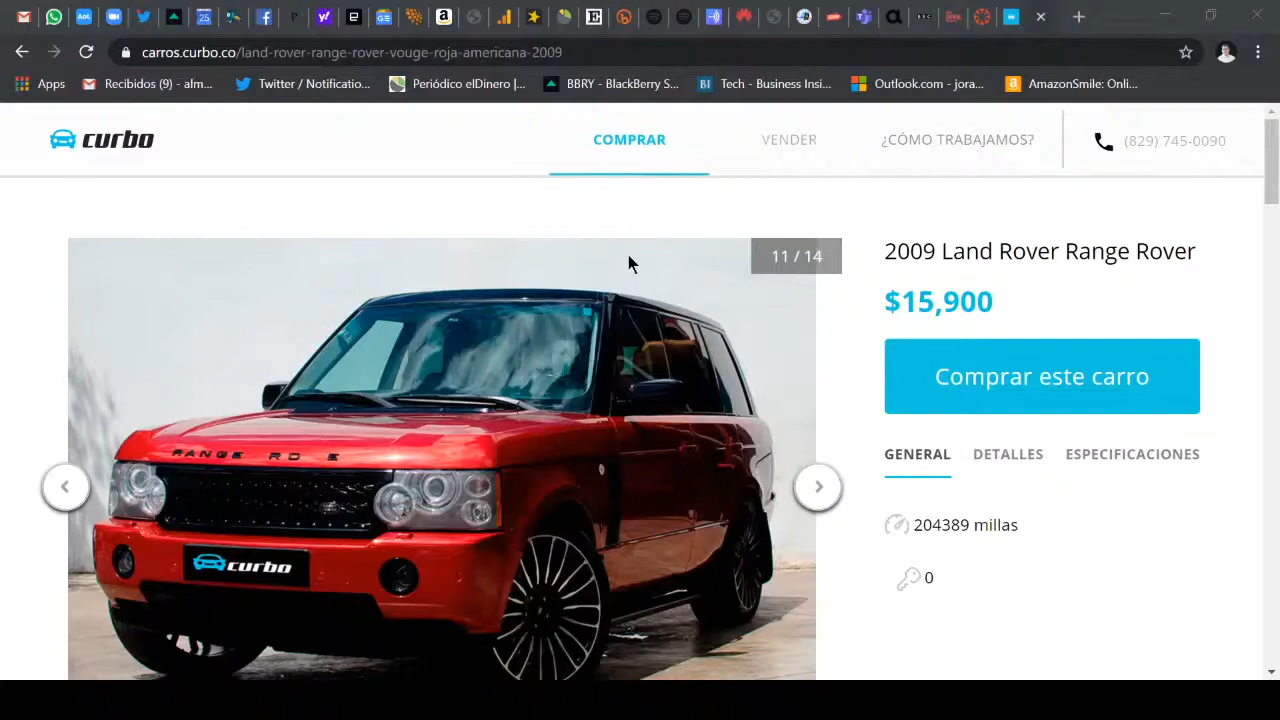 carros.curbo.co/land-rover-range-rover-vouge-roja-americana-2009
Apps
Recibidos (9) - alm...
Twitter / Notificatio...
Periódico elDinero |...
BBRY - BlackBerry S...
Tech - Business Insi...
Outlook.com - jora...
AmazonSmile: Onli...
curbo
COMPRAR
VENDER
¿CÓMO TRABAJAMOS?
(829) 745-0090
11 / 14
2009 Land Rover Range Rover
$15,900
Comprar este carro
GENERAL
DETALLES
ESPECIFICACIONES
204389 millas
0
RANGE RO E
curbo